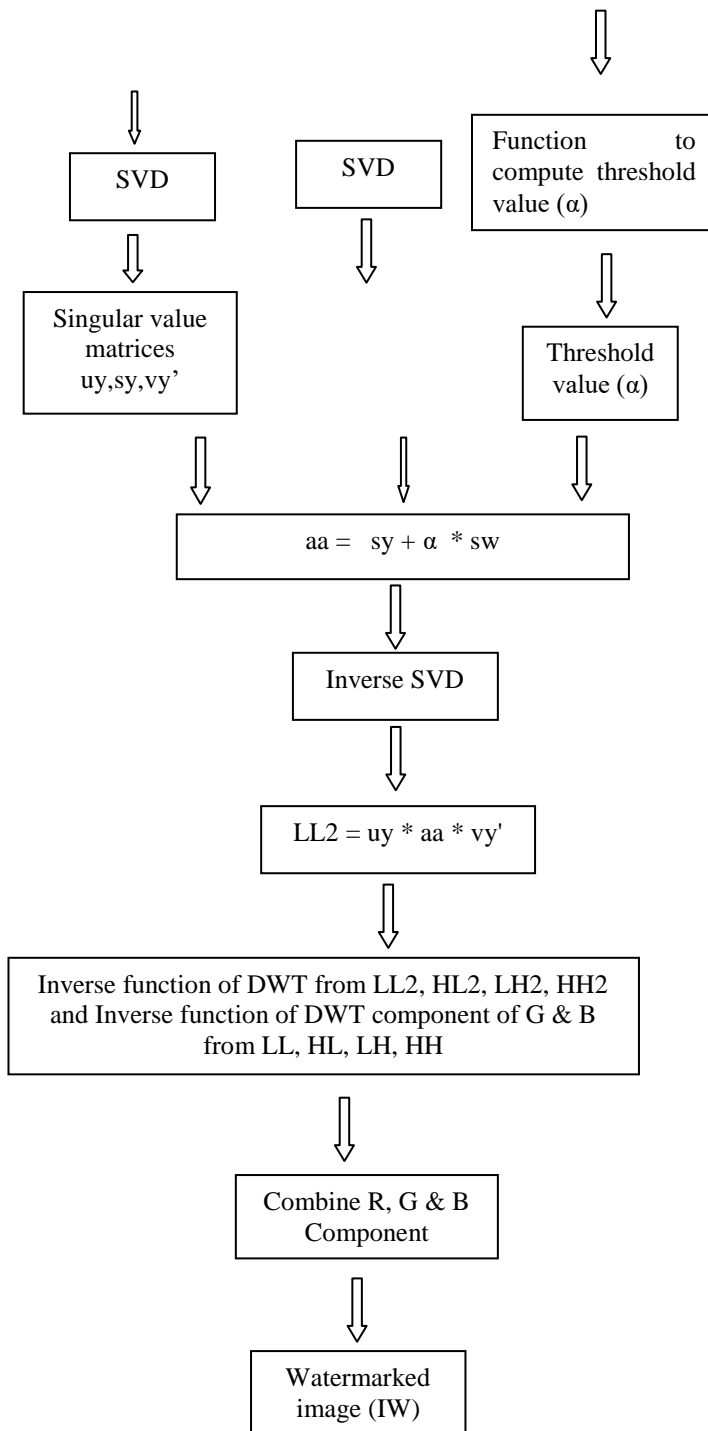 SVD
SVD
Function to
compute threshold
value (α)
Singular value
matrices
uy,sy,vy’
Threshold
value (α)
aa = sy + α * sw
Inverse SVD
LL2 = uy * aa * vy'
Inverse function of DWT from LL2, HL2, LH2, HH2
and Inverse function of DWT component of G & B
from LL, HL, LH, HH
Combine R, G & B
Component
Watermarked
image (IW)